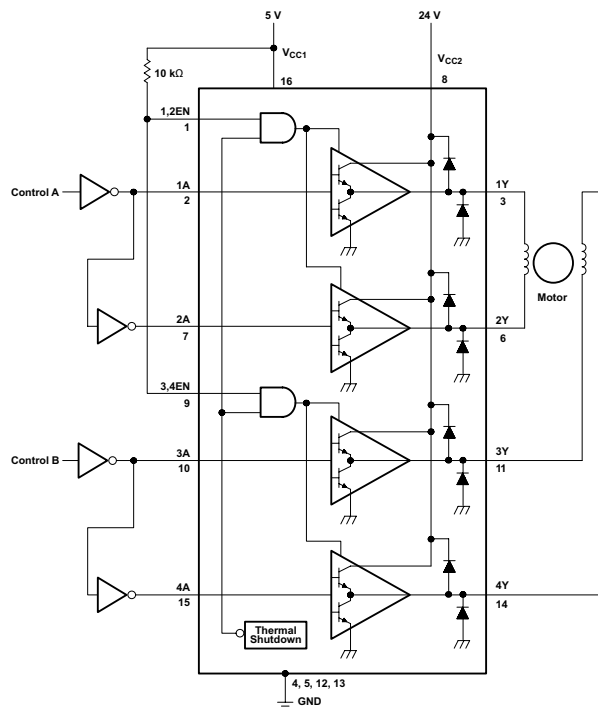 5 V
24 V
VCC1
VCC2
10 kΩ
16
8
1,2EN
1
Control A
1A
2
1Y
3
Motor
2A
7
2Y
6
3,4EN
9
Control B
3A
10
3Y
11
4A
15
4Y
14
Thermal
Shutdown
4, 5, 12, 13
GND